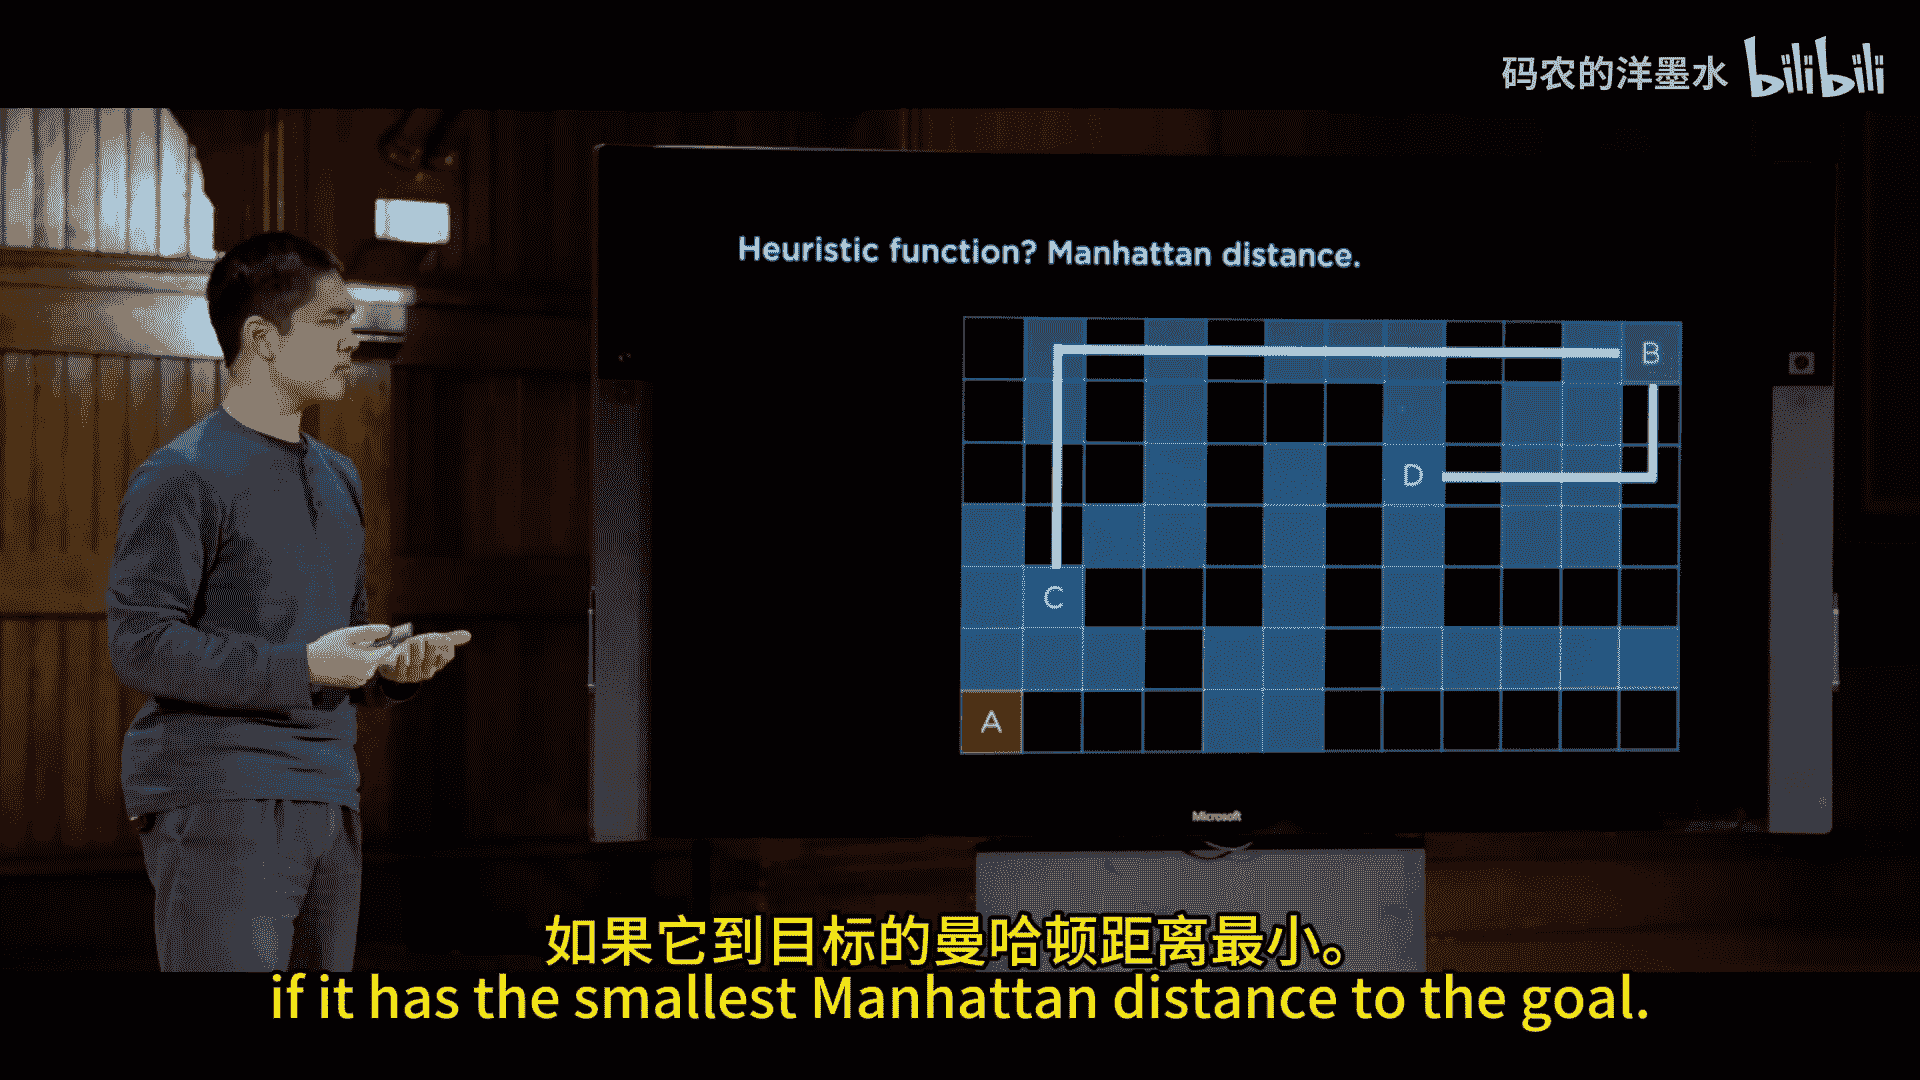 码农的洋墨水 bilibili
Heuristic function? Manhattan distance.
B
D
C
A
Microsoft
如果它到目标的曼哈顿距离最小。
if it has the smallest Manhattan distance to the goal.